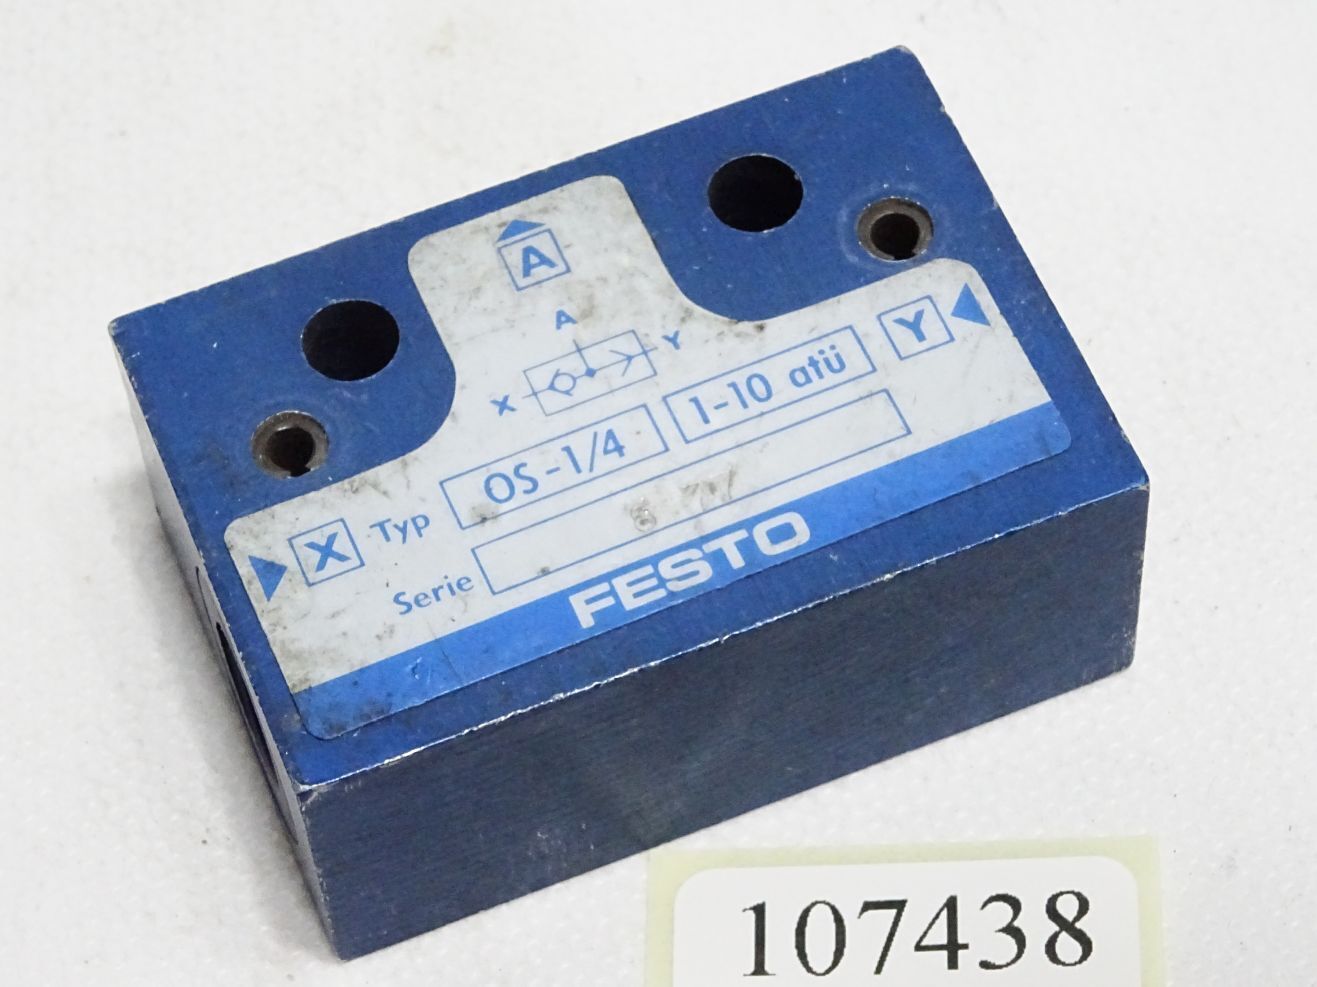 A
A
X Y
Typ OS-1/4 1-10 atü Y
X
Serie
FESTO
107438